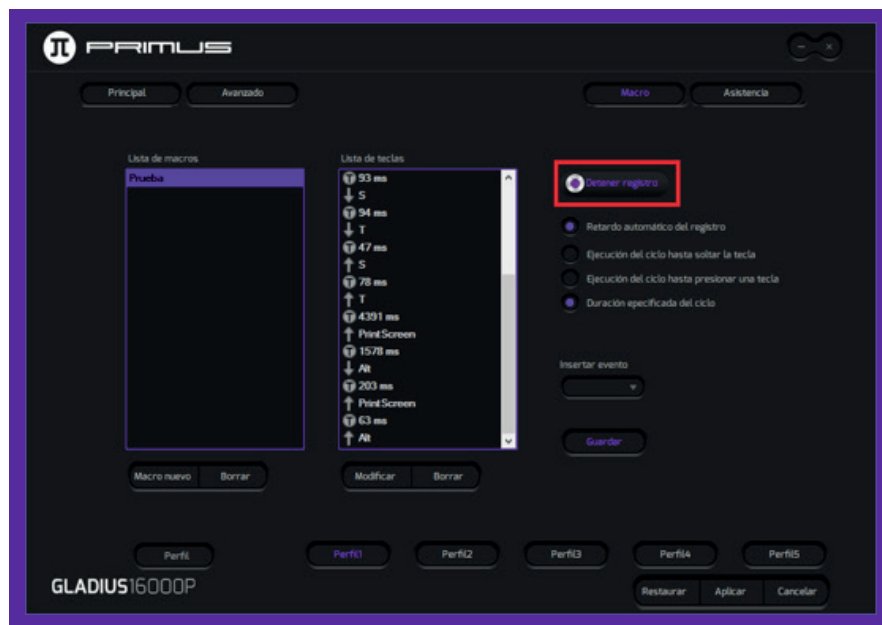 PRIMUS
Principal Avanzado Macro Asistencia
Lista de macros
Prueba
Lista de teclas
93 ms
S
94 ms
T
47 ms
S
78 ms
T
4391 ms
PrintScreen
1578 ms
Alt
203 ms
PrintScreen
63 ms
Alt
Detener registro
Retardo automático del registro
Ejecución del ciclo hasta soltar la tecla
Ejecución del ciclo hasta presionar una tecla
Duración epecificada del ciclo
Insertar evento
Guardar
Macro nuevo Borrar
Modificar Borrar
Perfil Perfil1 Perfil2 Perfil3 Perfil4 Perfil5
GLADIUS16000P
Restaurar Aplicar Cancelar